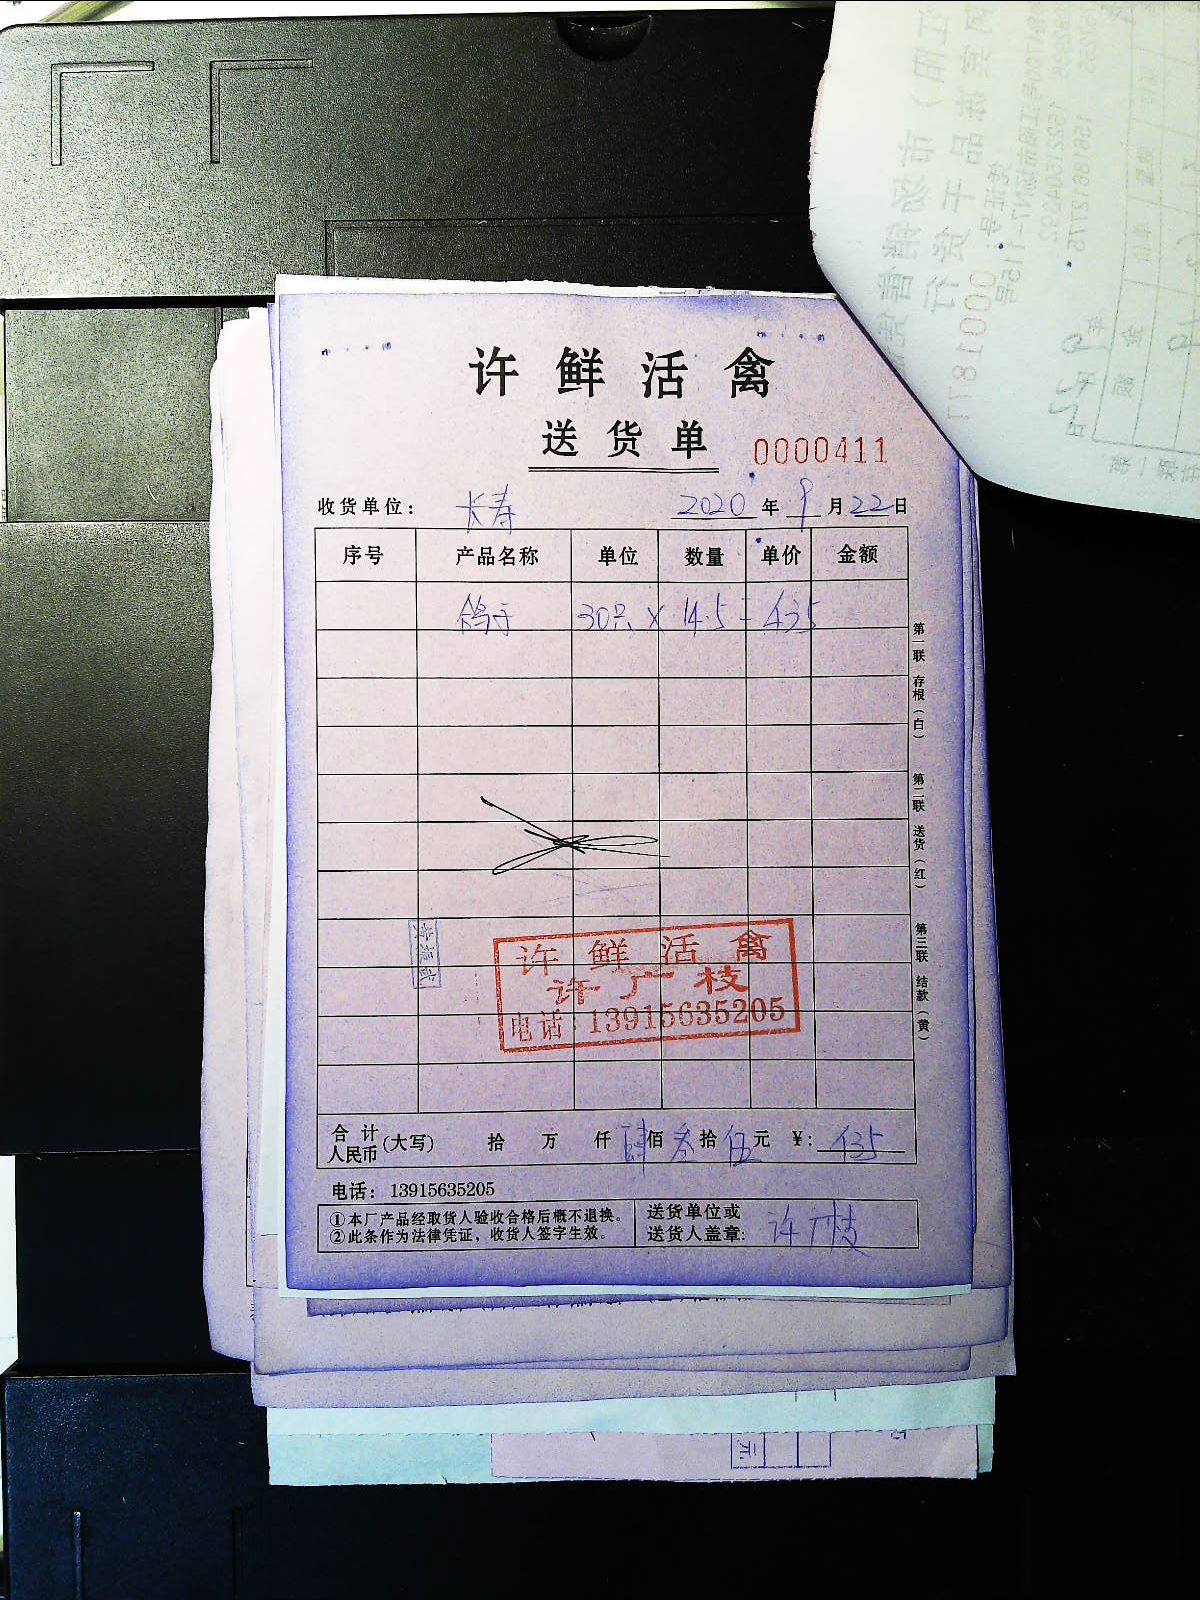 许鲜活禽
送货单
0000411
收货单位： 长寿 2020 年 9 月 22 日
序号 产品名称 单位 数量 单价 金额
鸽子 30只 × 14.5 = 435
第一联 存根（白） 第二联 送货（红） 第三联 结款（黄）
黄振武
许鲜活禽
许广枝
电话：13915635205
合计人民币(大写) 拾 万 仟 肆佰 叁拾 伍元 ￥: 435
电话：13915635205
①本厂产品经取货人验收合格后概不退换。
②此条作为法律凭证，收货人签字生效。
送货单位或
送货人盖章: 许广枝
0001871
15618618775